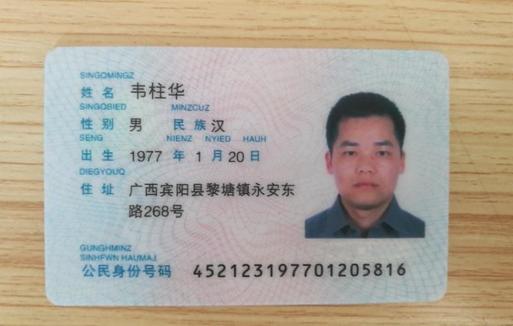 SINGQMINGZ
姓名 韦柱华
SINGQBIED MINZCUZ
性别 男 民族 汉
SENG NIENZ NYIED HAUH
出生 1977 年 1 月 20 日
DIEGYOUQ
住址 广西宾阳县黎塘镇永安东
路268号
GUNGHMINZ
SINHFWN HAUMAJ
公民身份号码 452123197701205816